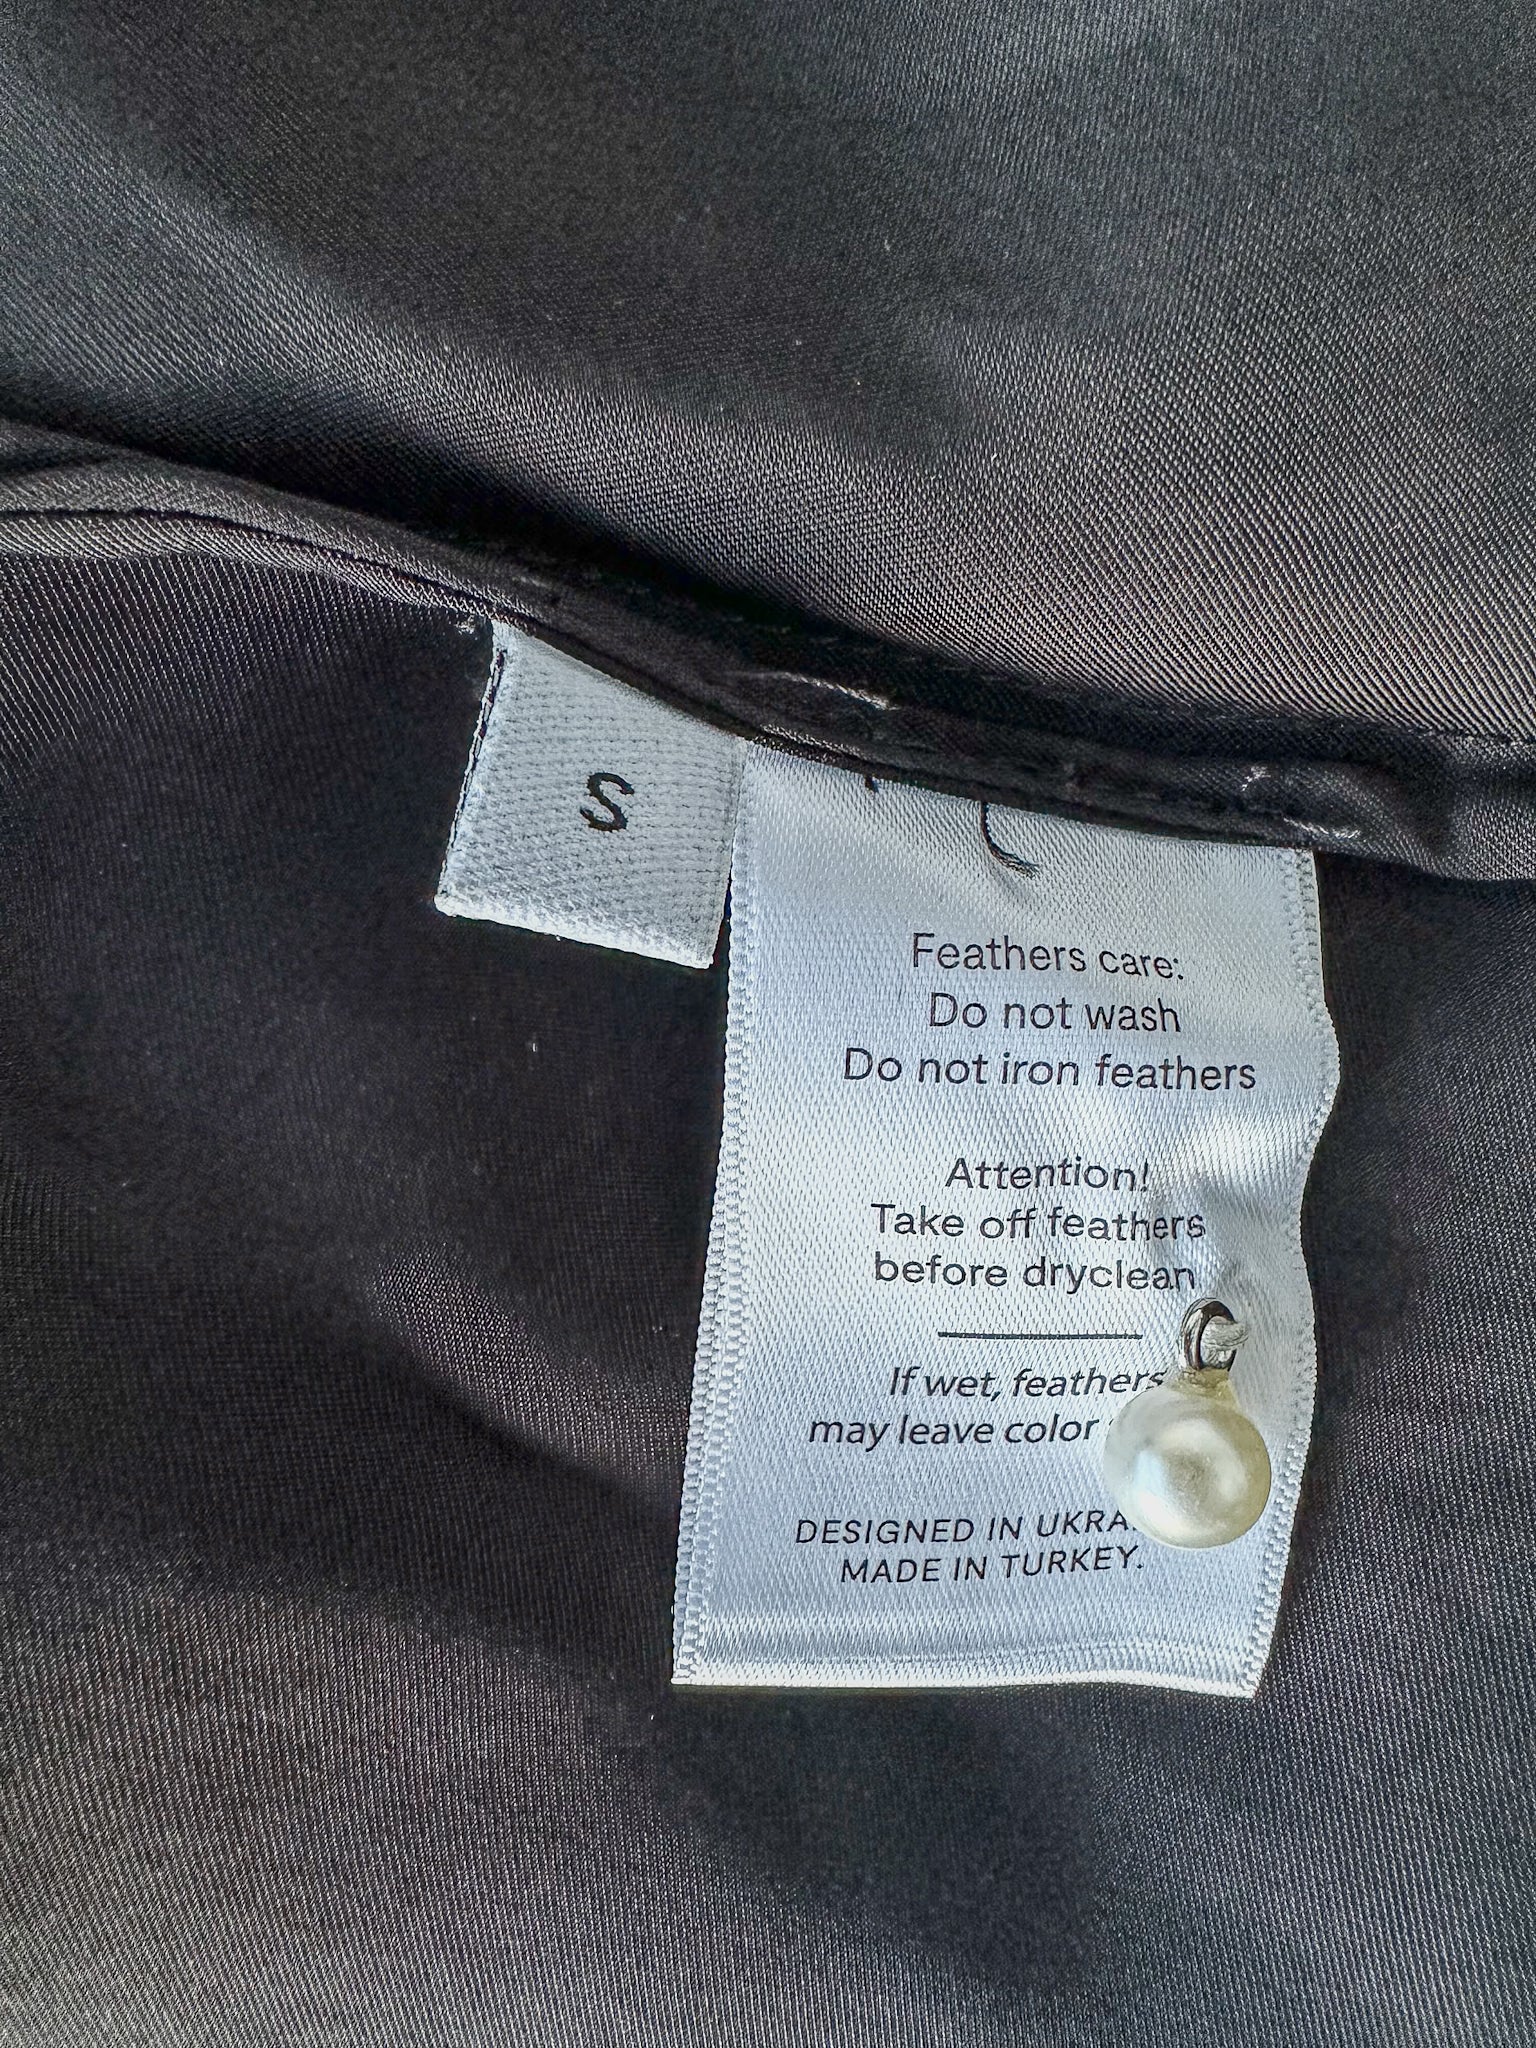 S
Feathers care:
Do not wash
Do not iron feathers
Attention!
Take off feathers
before dryclean
If wet, feathers
may leave color
DESIGNED IN
MADE IN TURKEY.